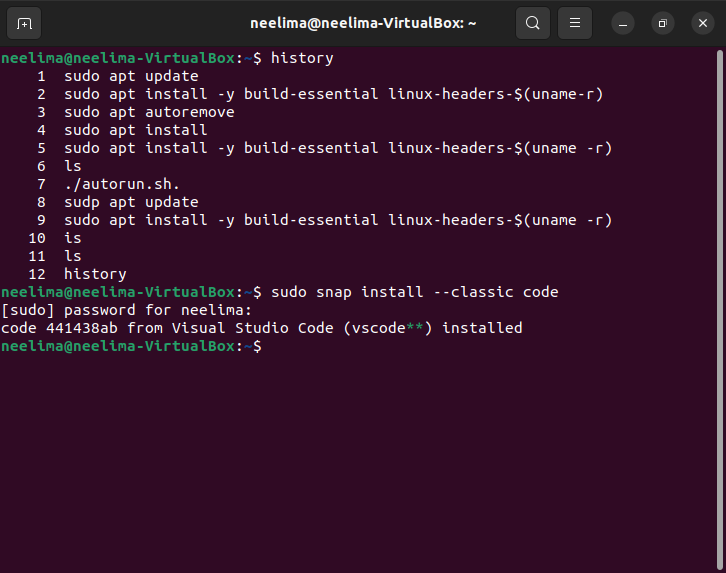 neelima@neelima-VirtualBox: ~
neelima@neelima-VirtualBox:~$ history
1 sudo apt update
2 sudo apt install -y build-essential linux-headers-$(uname-r)
3 sudo apt autoremove
4 sudo apt install
5 sudo apt install -y build-essential linux-headers-$(uname -r)
6 ls
7 ./autorun.sh.
8 sudp apt update
9 sudo apt install -y build-essential linux-headers-$(uname -r)
10 is
11 ls
12 history
neelima@neelima-VirtualBox:~$ sudo snap install --classic code
[sudo] password for neelima:
code 441438ab from Visual Studio Code (vscode**) installed
neelima@neelima-VirtualBox:~$